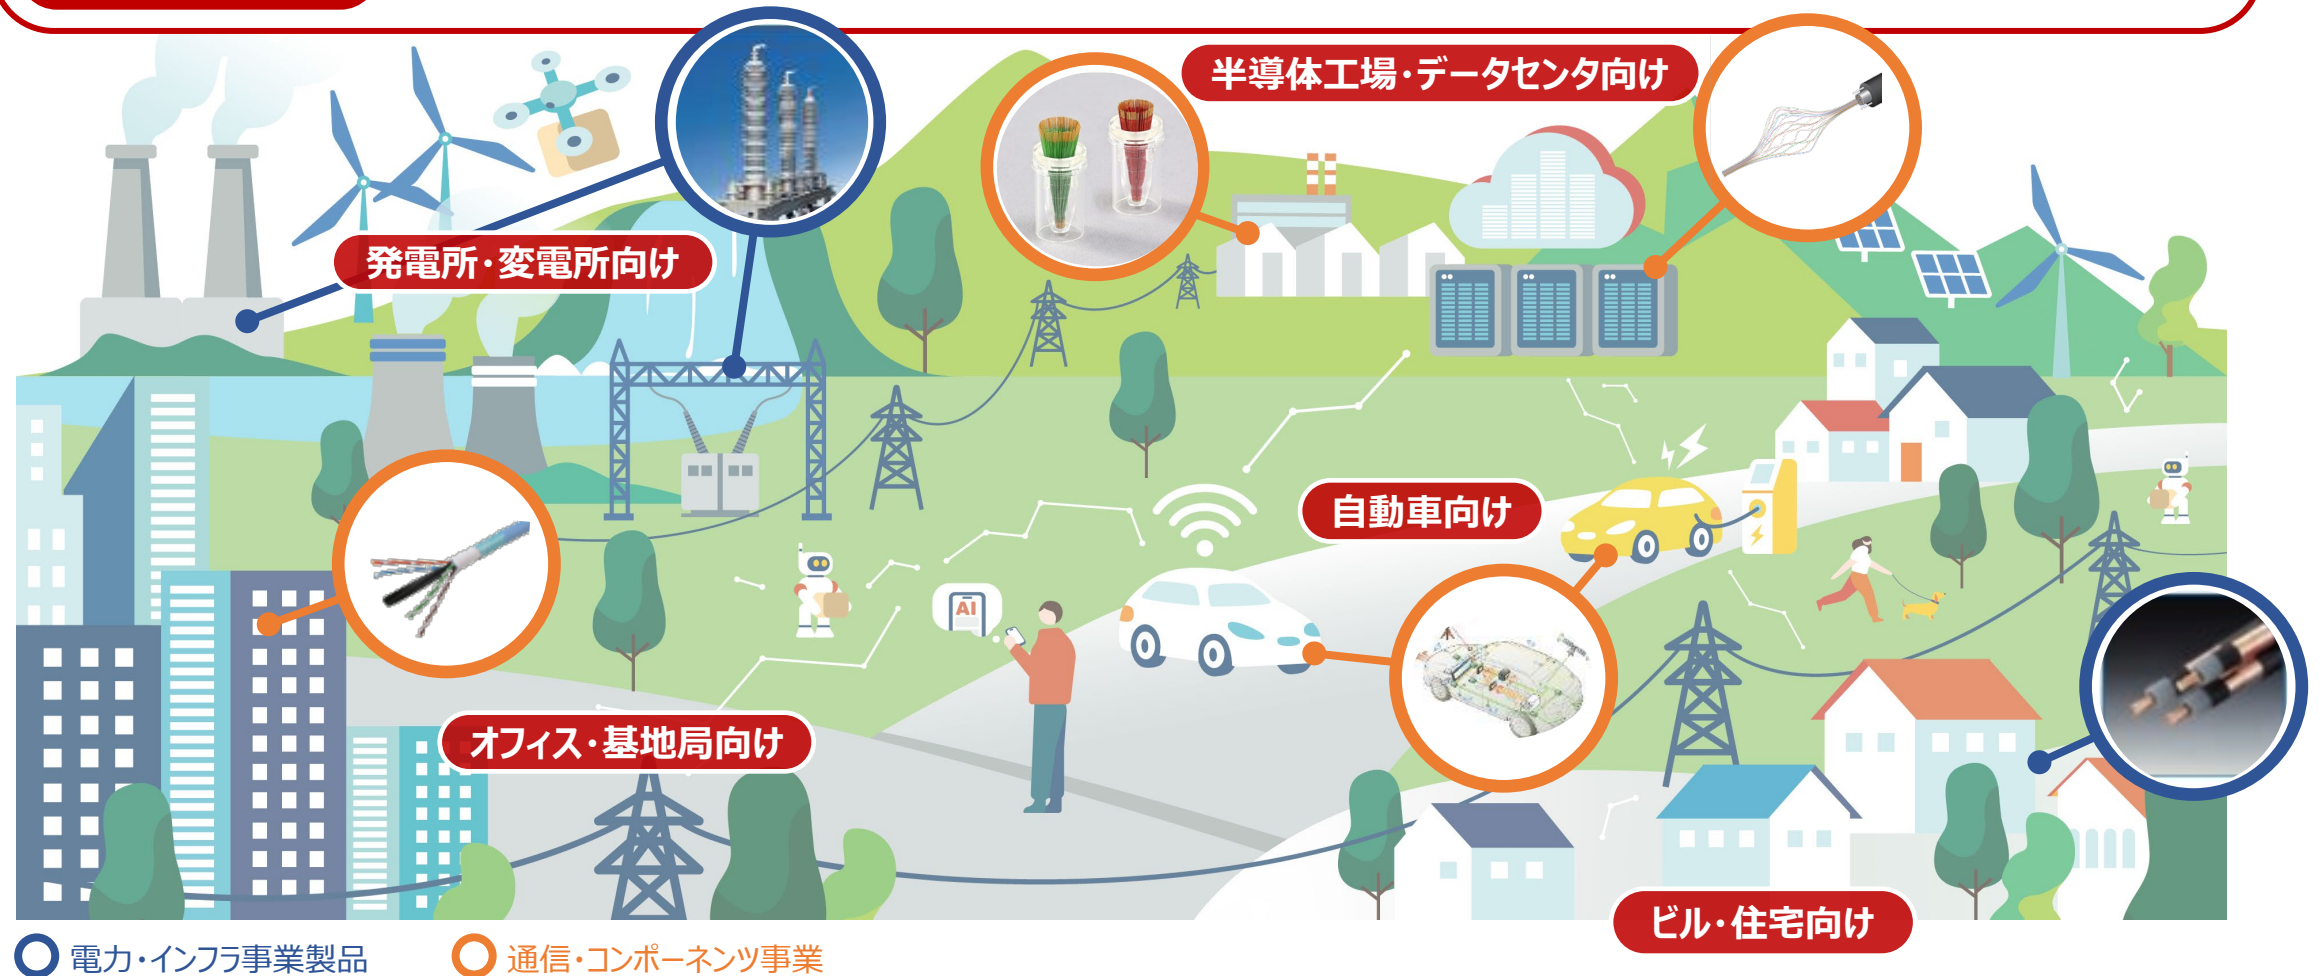 半導体工場・データセンタ向け
発電所・変電所向け
自動車向け
AI
オフィス・基地局向け
ビル・住宅向け
電力・インフラ事業製品
通信・コンポーネンツ事業